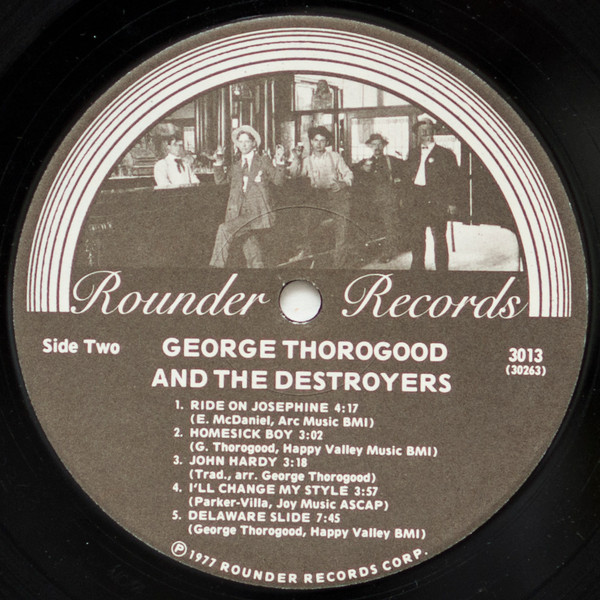 Rounder Records
Side Two
GEORGE THOROGOOD
AND THE DESTROYERS
3013
(30263)
1. RIDE ON JOSEPHINE 4:17
(E. McDaniel, Arc Music BMI)
2. HOMESICK BOY 3:02
(G. Thorogood, Happy Valley Music BMI)
3. JOHN HARDY 3:18
(Trad., arr. George Thorogood)
4. I'LL CHANGE MY STYLE 3:57
(Parker-Villa, Joy Music ASCAP)
5. DELAWARE SLIDE 7:45
(George Thorogood, Happy Valley BMI)
Ⓟ 1977 ROUNDER RECORDS CORP.